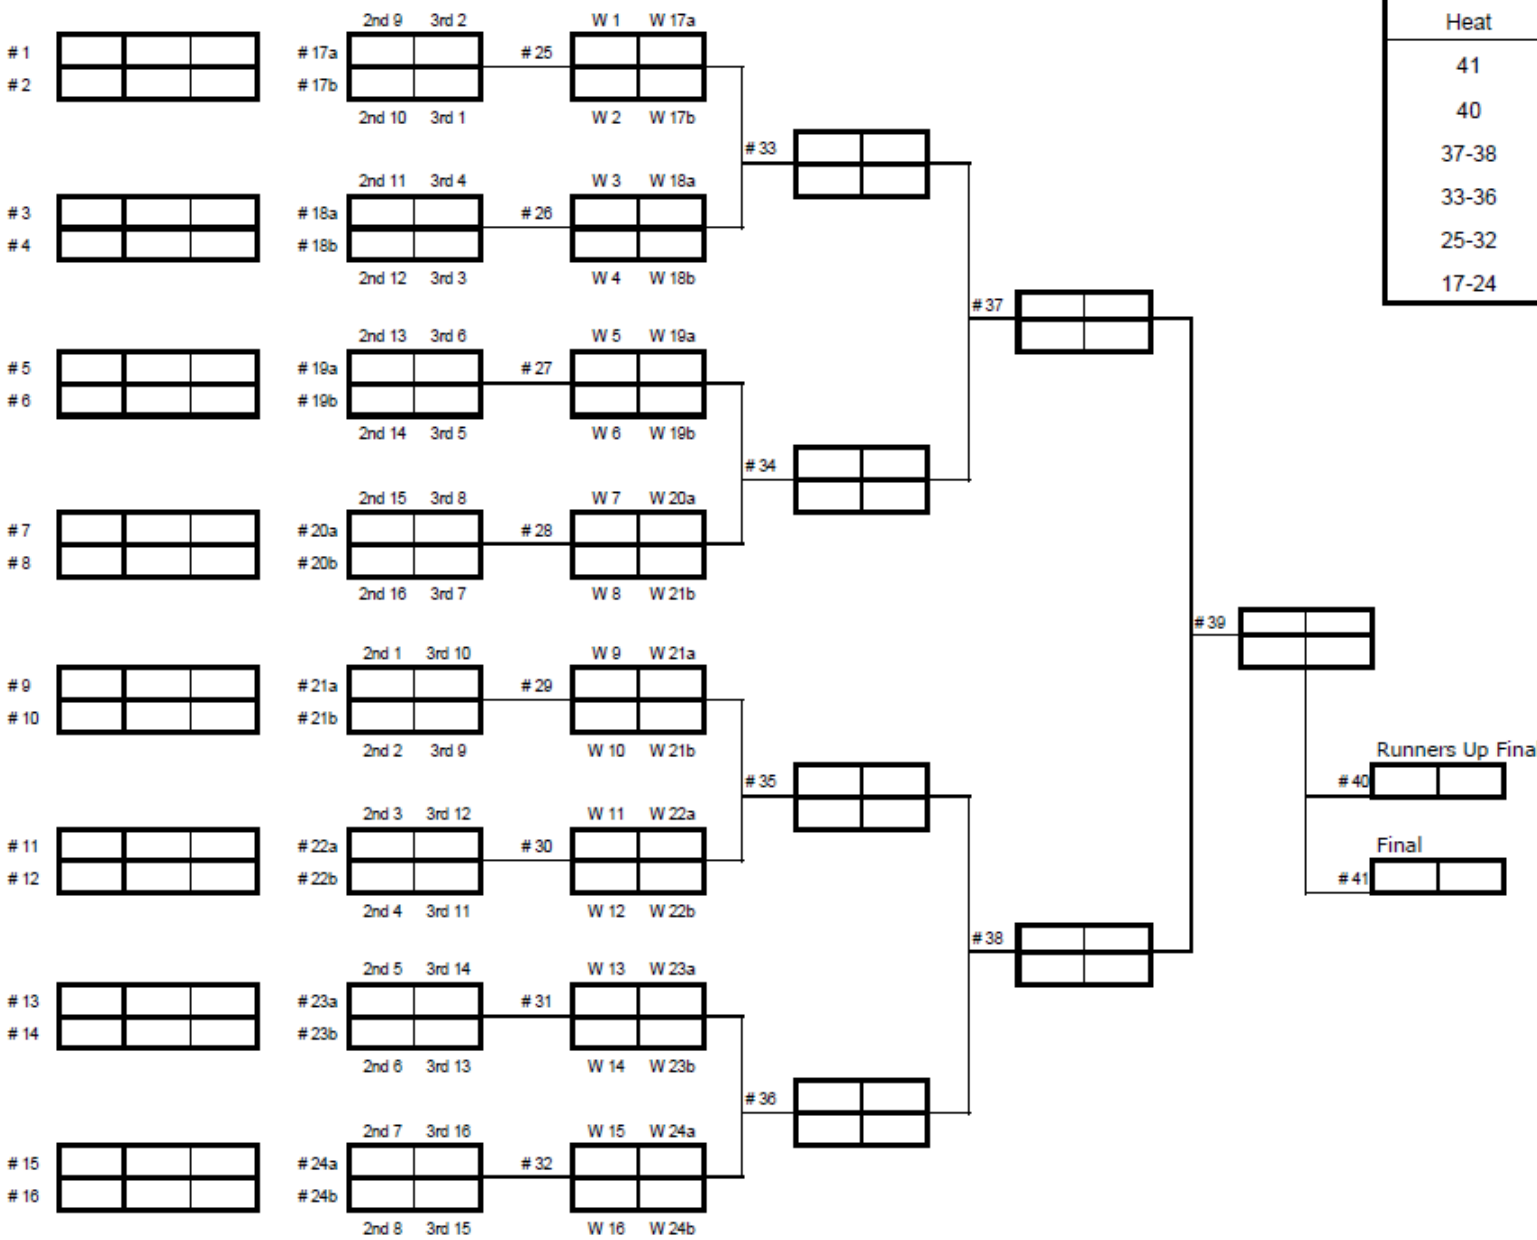 2nd 9 3rd 2 W 1 W 17a Heat
# 1 # 17a # 25
# 2 # 17b
2nd 10 3rd 1 W 2 W 17b
41
40
37-38
33-36
25-32
17-24
# 33
2nd 11 3rd 4 W 3 W 18a
# 3 # 18a # 26
# 4 # 18b
2nd 12 3rd 3 W 4 W 18b
# 37
2nd 13 3rd 6 W 5 W 19a
# 5 # 19a # 27
# 6 # 19b
2nd 14 3rd 5 W 6 W 19b
# 34
2nd 15 3rd 8 W 7 W 20a
# 7 # 20a # 28
# 8 # 20b
2nd 16 3rd 7 W 8 W 21b
# 39
2nd 1 3rd 10 W 9 W 21a
# 9 # 21a # 29
# 10 # 21b
2nd 2 3rd 9 W 10 W 21b
Runners Up Final
# 35 # 40
2nd 3 3rd 12 W 11 W 22a
# 11 # 22a # 30 Final
# 12 # 22b # 41
2nd 4 3rd 11 W 12 W 22b
# 38
2nd 5 3rd 14 W 13 W 23a
# 13 # 23a # 31
# 14 # 23b
2nd 6 3rd 13 W 14 W 23b
# 36
2nd 7 3rd 16 W 15 W 24a
# 15 # 24a # 32
# 16 # 24b
2nd 8 3rd 15 W 16 W 24b